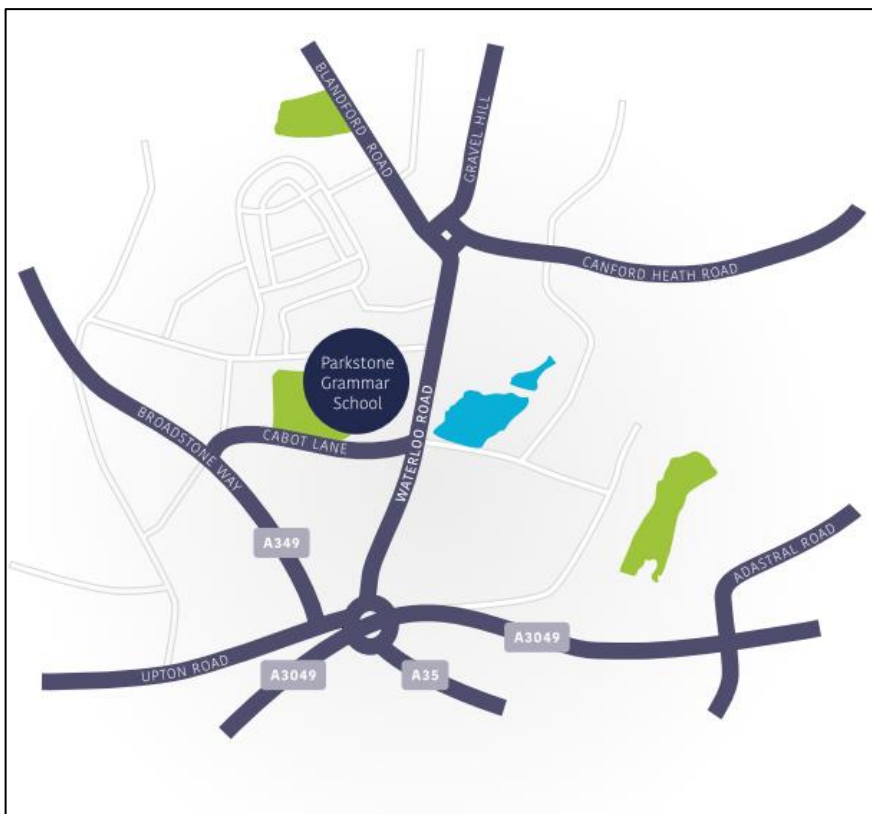 BLANDFORD ROAD
GRAVEL HILL
CANFORD HEATH ROAD
Parkstone
Grammar
School
BROADSTONE WAY
CABOT LANE
WATERLOO ROAD
A349
ADASTRAL ROAD
A3049
UPTON ROAD
A3049
A35